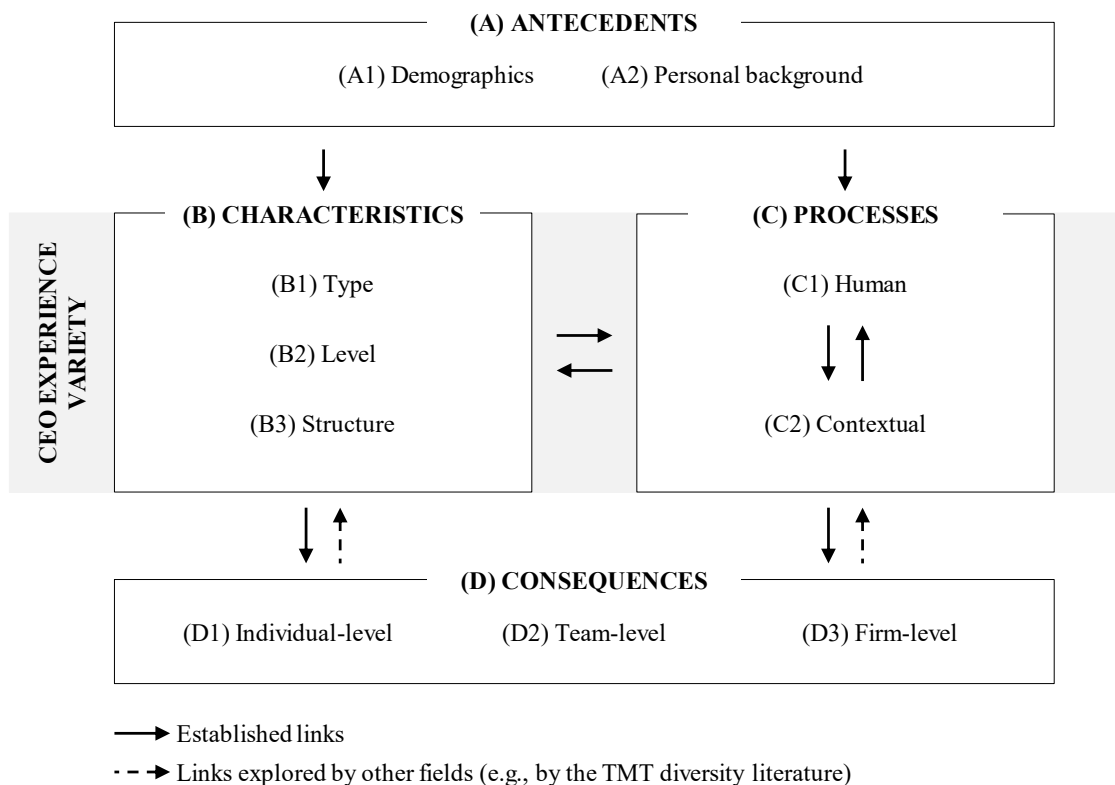 (A) ANTECEDENTS
(A1) Demographics
(A2) Personal background
CEO EXPERIENCE
VARIETY
(B) CHARACTERISTICS
(B1) Type
(B2) Level
(B3) Structure
(C) PROCESSES
(C1) Human
(C2) Contextual
(D) CONSEQUENCES
(D1) Individual-level
(D2) Team-level
(D3) Firm-level
Established links
Links explored by other fields (e.g., by the TMT diversity literature)